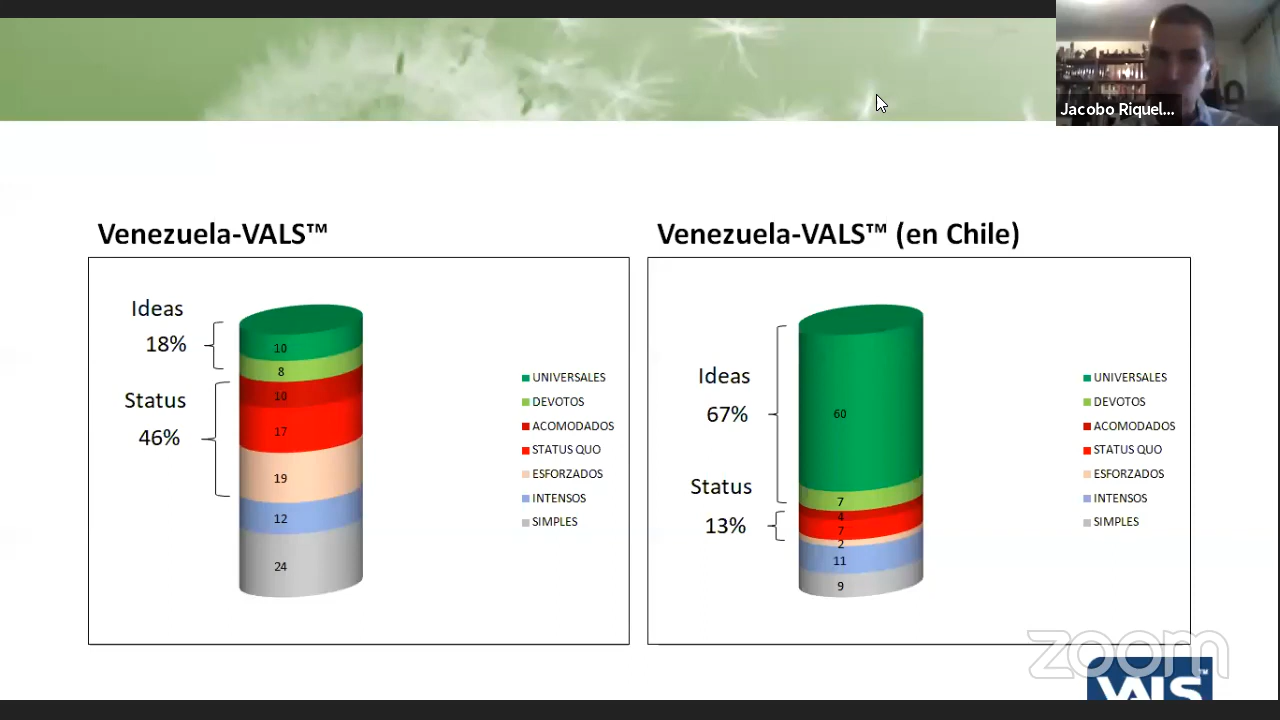 Jacobo Riquel...
Venezuela-VALS™
Ideas
18%
Status
46%
10
8
10
17
19
12
24
UNIVERSALES
DEVOTOS
ACOMODADOS
STATUS QUO
ESFORZADOS
INTENSOS
SIMPLES
Venezuela-VALS™ (en Chile)
Ideas
67%
Status
13%
60
7
4
7
2
11
9
UNIVERSALES
DEVOTOS
ACOMODADOS
STATUS QUO
ESFORZADOS
INTENSOS
SIMPLES
zoom
VALS™